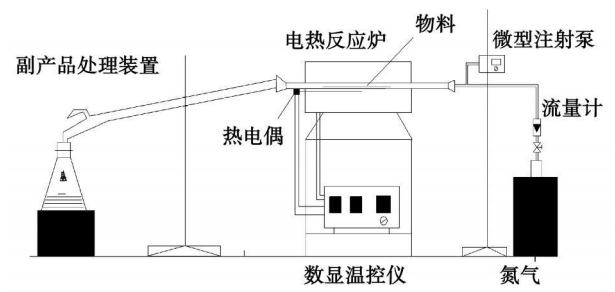 物料
电热反应炉
微型注射泵
副产品处理装置
流量计
热电偶
数显温控仪
氮气